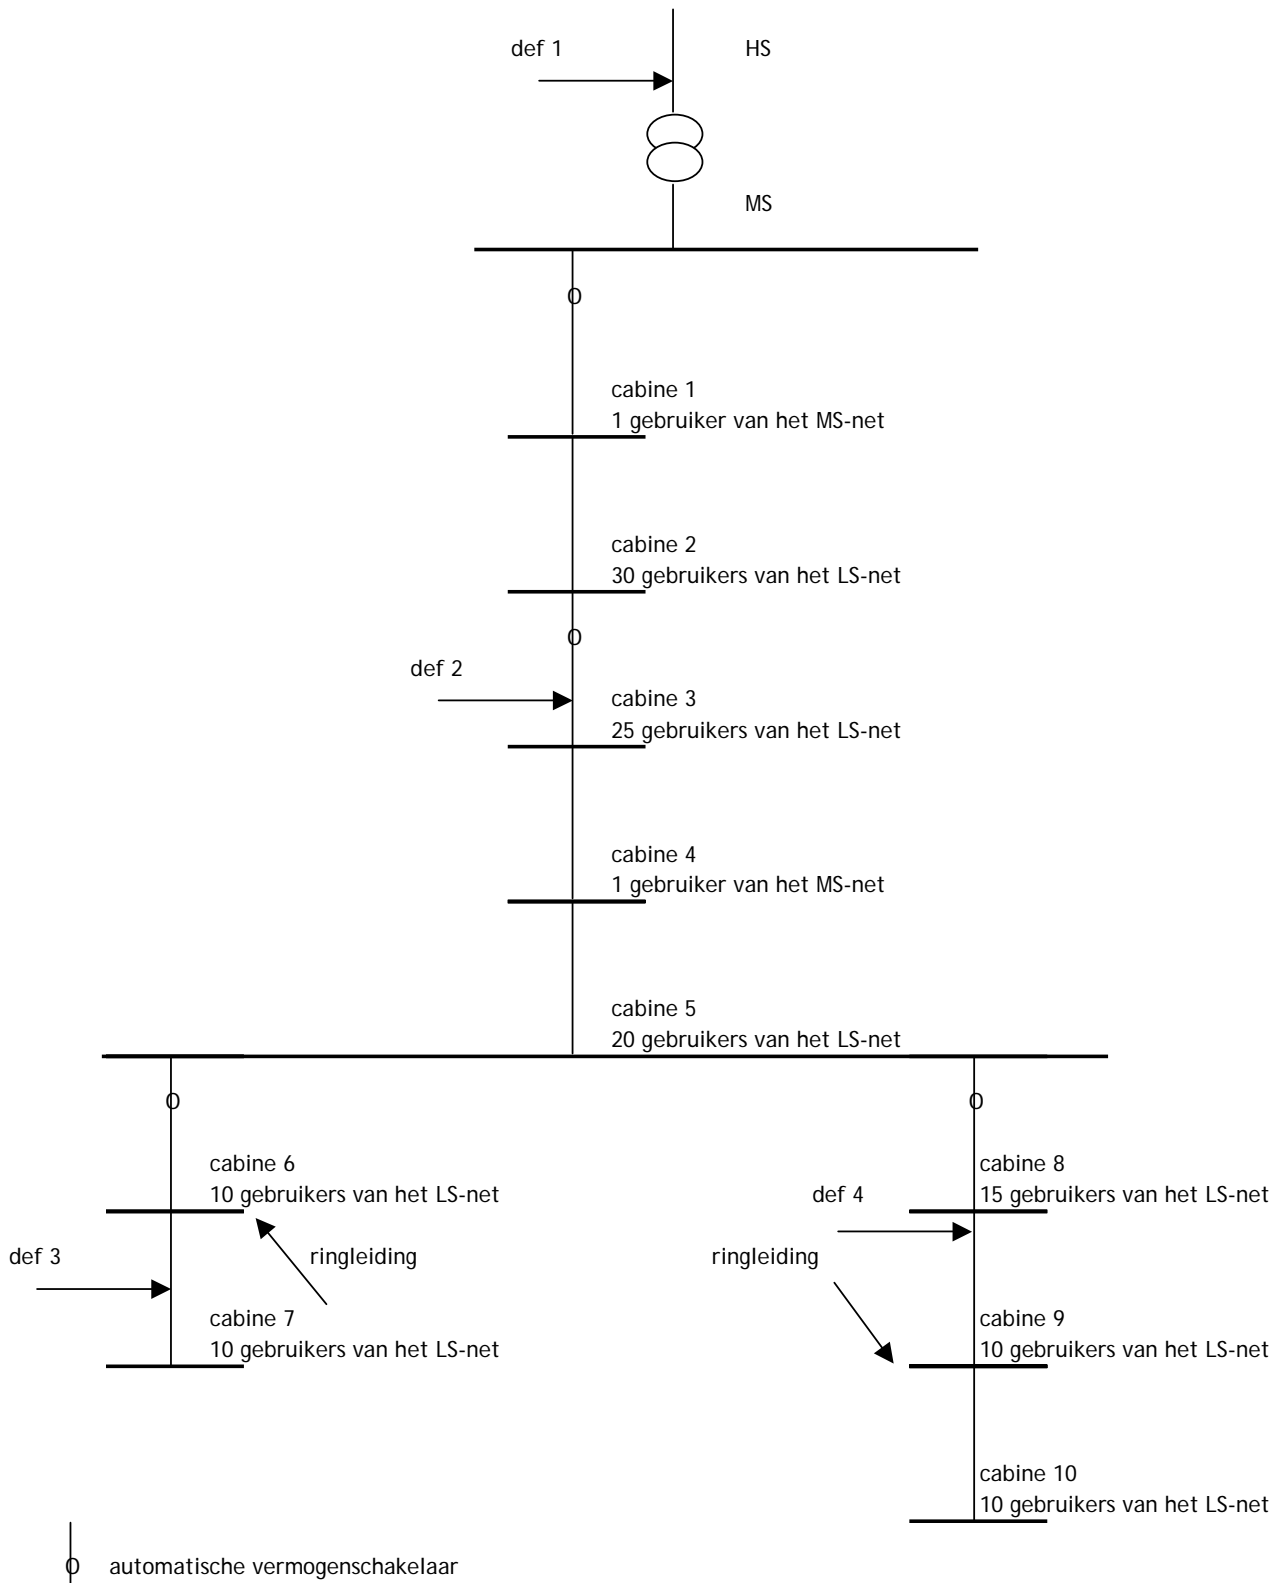 def 1
HS
MS
O
cabine 1
1 gebruiker van het MS-net
cabine 2
30 gebruikers van het LS-net
O
def 2
cabine 3
25 gebruikers van het LS-net
cabine 4
1 gebruiker van het MS-net
cabine 5
20 gebruikers van het LS-net
O
O
cabine 6
10 gebruikers van het LS-net
cabine 8
15 gebruikers van het LS-net
def 4
def 3
ringleiding
ringleiding
cabine 7
10 gebruikers van het LS-net
cabine 9
10 gebruikers van het LS-net
cabine 10
10 gebruikers van het LS-net
O automatische vermogenschakelaar